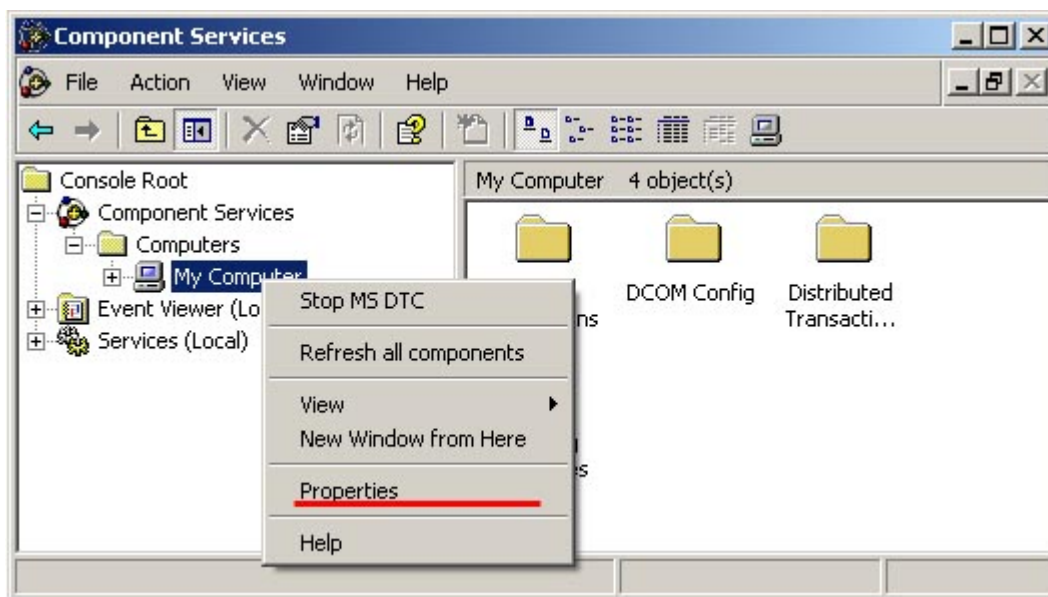 Component Services
File Action View Window Help
Console Root
Component Services
Computers
My Computer
Event Viewer (Lo
Services (Local)
My Computer 4 object(s)
ns
DCOM Config
Distributed
Transacti...
Stop MS DTC
Refresh all components
View
New Window from Here
Properties
Help